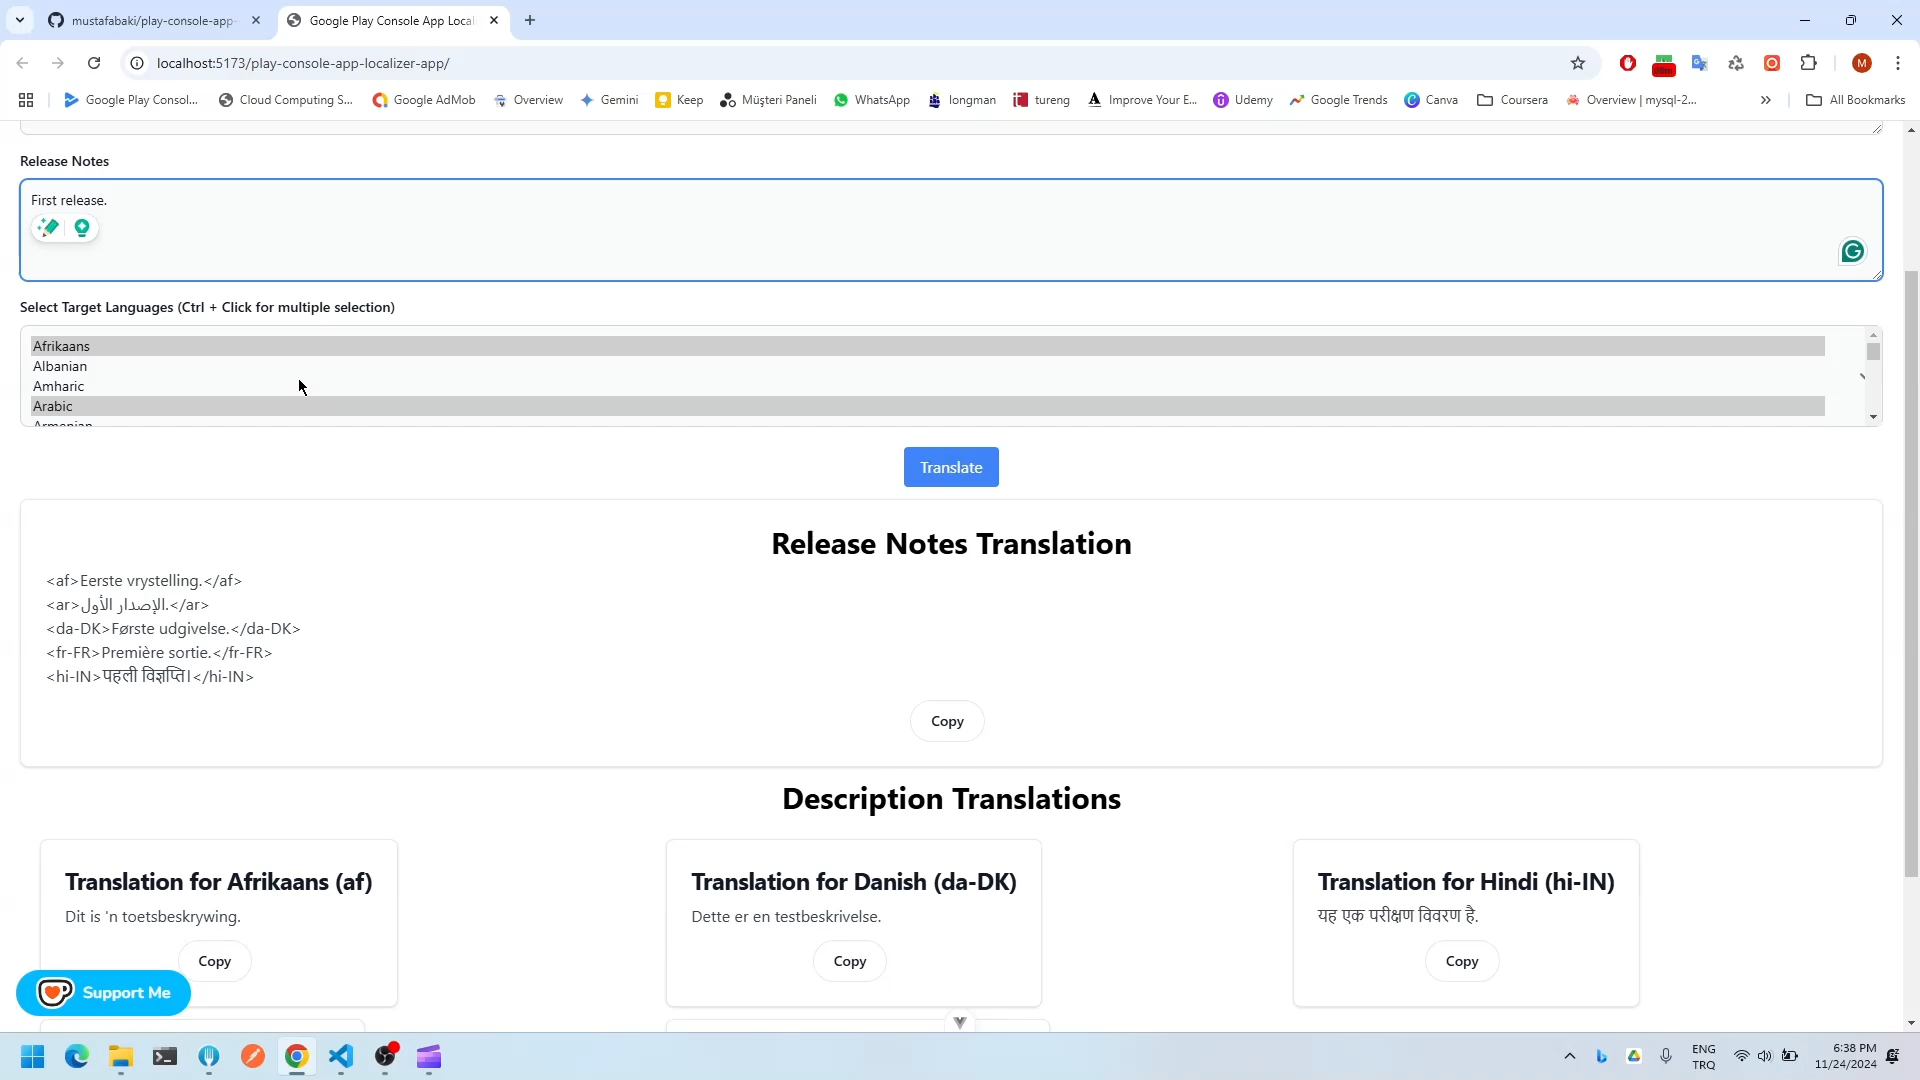 mustafabaki/play-console-app-
Google Play Console App Local
localhost:5173/play-console-app-localizer-app/
M
Google Play Consol...
Cloud Computing S...
Google AdMob
Overview
Gemini
Keep
Müşteri Paneli
WhatsApp
longman
tureng
Improve Your E...
Udemy
Google Trends
Canva
Coursera
Overview | mysql-2...
All Bookmarks
Release Notes
First release.
Select Target Languages (Ctrl + Click for multiple selection)
Afrikaans
Albanian
Amharic
Arabic
Armenian
Translate
Release Notes Translation
<af>Eerste vrystelling.</af>
<ar>الإصدار الأول.</ar>
<da-DK>Første udgivelse.</da-DK>
<fr-FR>Première sortie.</fr-FR>
<hi-IN>पहली विज्ञप्ति।</hi-IN>
Copy
Description Translations
Translation for Afrikaans (af)
Dit is 'n toetsbeskrywing.
Copy
Translation for Danish (da-DK)
Dette er en testbeskrivelse.
Copy
Translation for Hindi (hi-IN)
यह एक परीक्षण विवरण है.
Copy
Support Me
ENG
TRQ
6:38 PM
11/24/2024